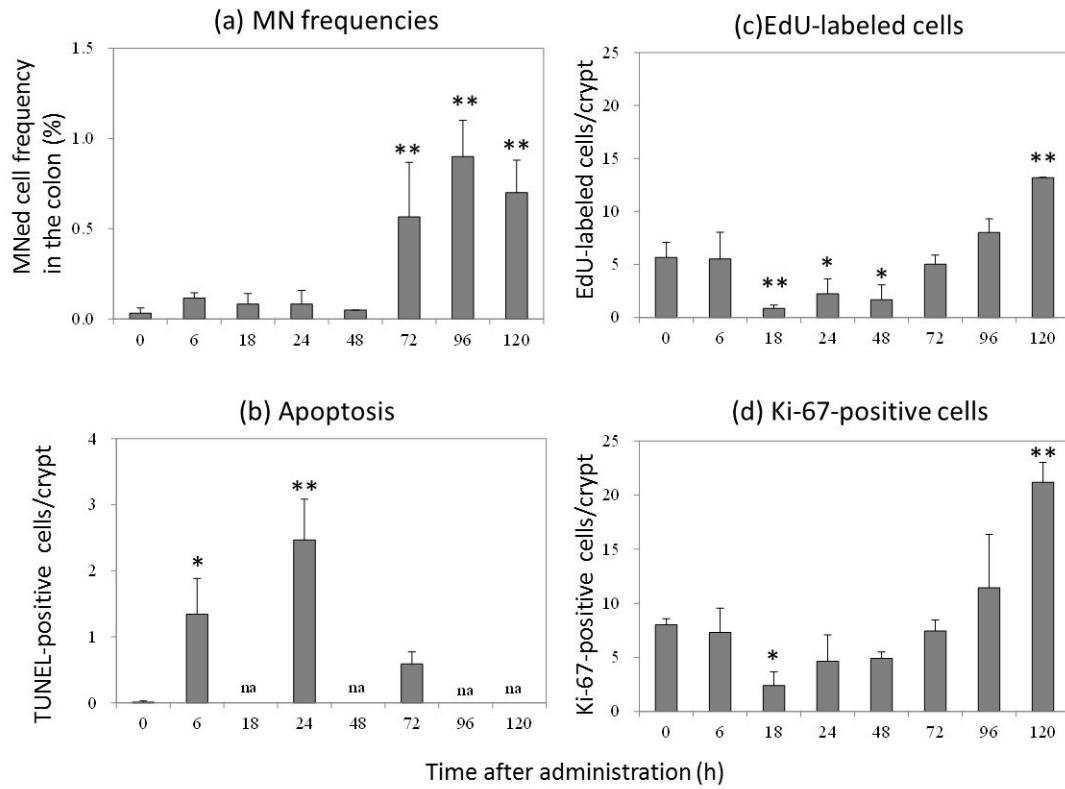 (a) MN frequencies
MNed cell frequency
in the colon (%)
1.5
1.0
0.5
0.0
** ** **
0 6 18 24 48 72 96 120
(c)EdU-labeled cells
EdU-labeled cells/crypt
25
20
15
10
5
0
** * * **
0 6 18 24 48 72 96 120
(b) Apoptosis
TUNEL-positive cells/crypt
4
3
2
1
0
* **
na na na na
0 6 18 24 48 72 96 120
(d) Ki-67-positive cells
Ki-67-positive cells/crypt
25
20
15
10
5
0
* **
0 6 18 24 48 72 96 120
Time after administration (h)